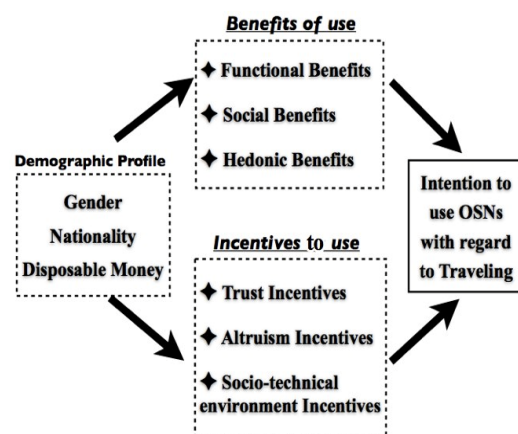 Benefits of use
✦ Functional Benefits
✦ Social Benefits
✦ Hedonic Benefits
Demographic Profile
Gender
Nationality
Disposable Money
Incentives to use
✦ Trust Incentives
✦ Altruism Incentives
✦ Socio-technical
environment Incentives
Intention to
use OSNs
with regard
to Traveling